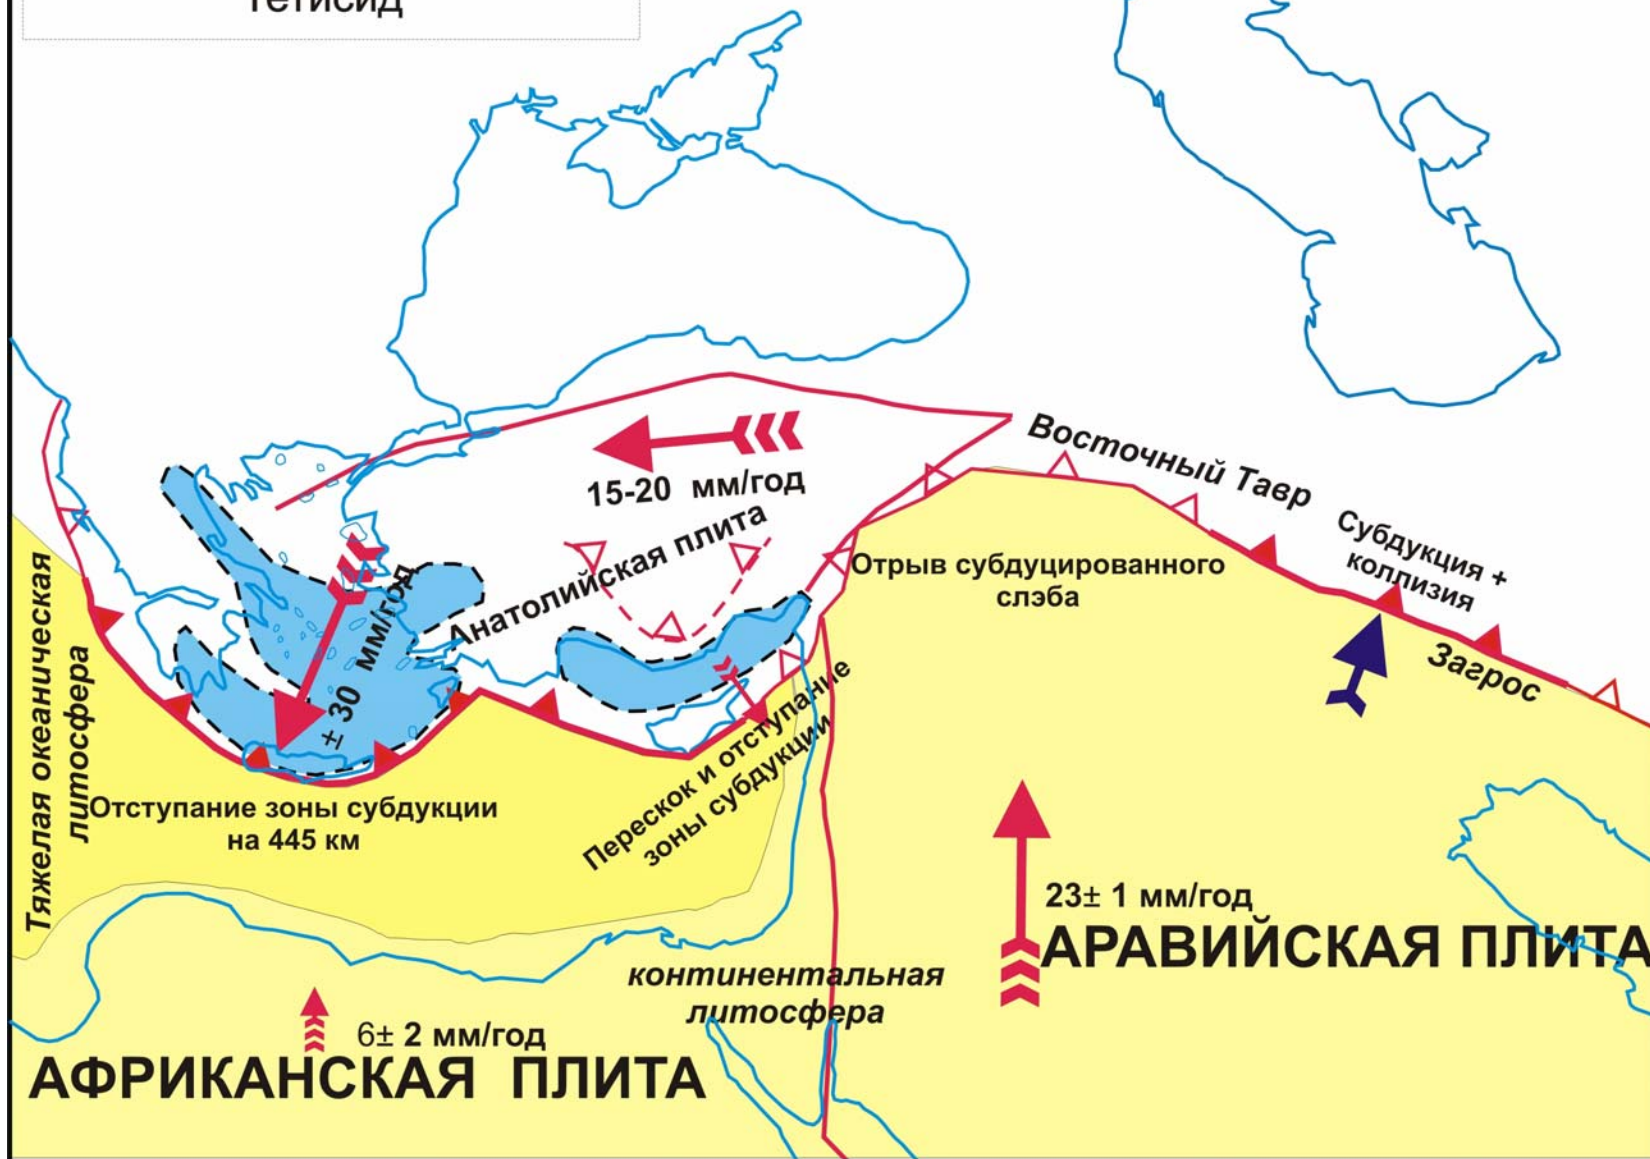 Тетисид
Восточный Тавр
Субдукция +
коллизия
15-20 мм/год
Анатолийская плита
Отрыв субдуцированного
слэба
Загрос
Тяжелая океаническая
литосфера
± 30 мм/год
Перескок и отступание
зоны субдукции
Отступание зоны субдукции
на 445 км
23± 1 мм/год
АРАВИЙСКАЯ ПЛИТА
континентальная
литосфера
6± 2 мм/год
АФРИКАНСКАЯ ПЛИТА